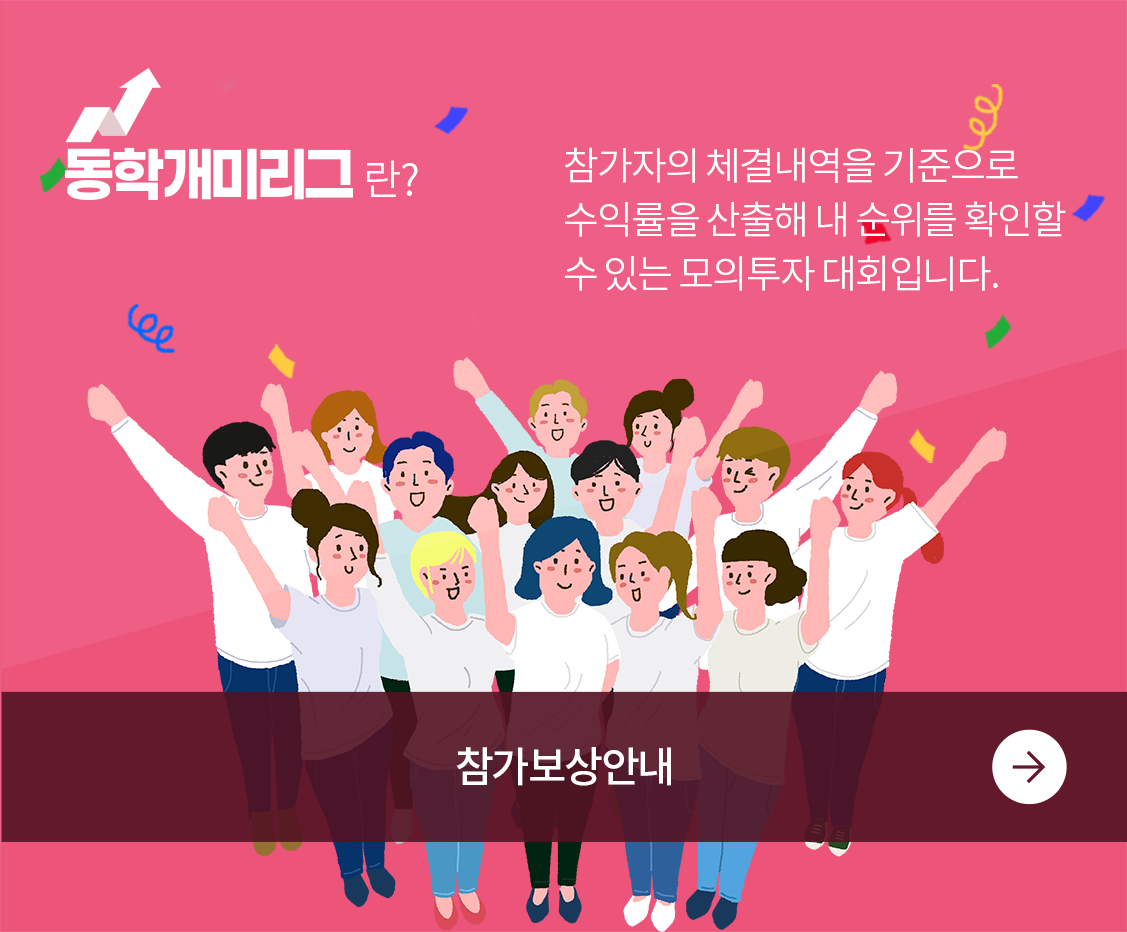 동학개미리그 란?
참가자의 체결내역을 기준으로
수익률을 산출해 내 순위를 확인할
수 있는 모의투자 대회입니다.
참가보상안내